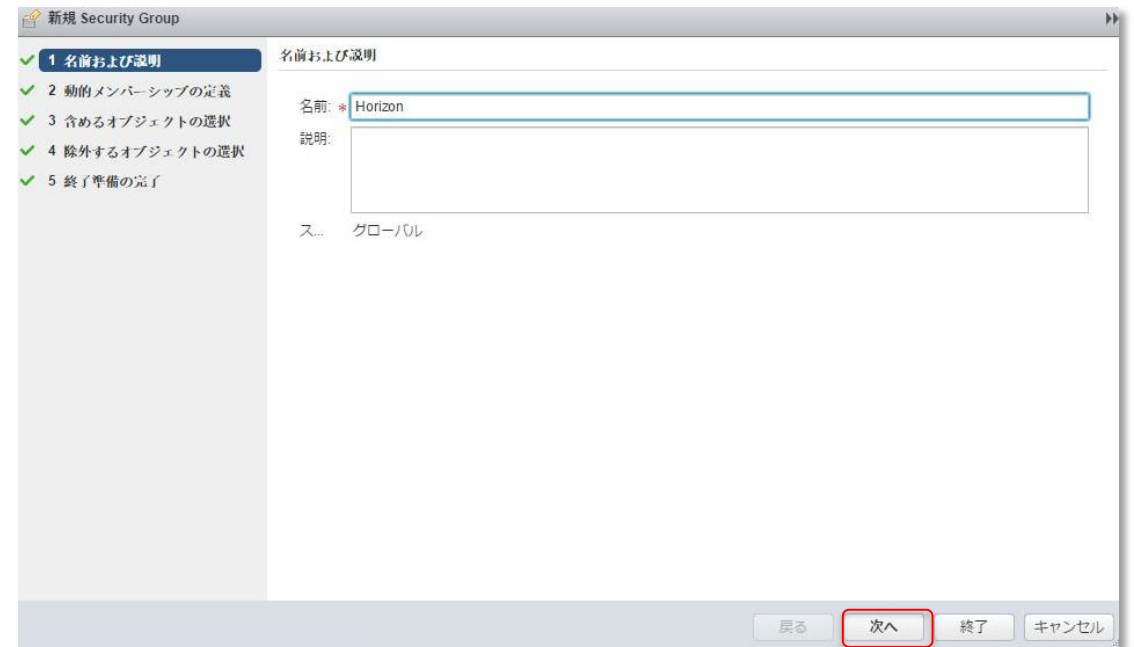 新規 Security Group
1 名前および説明
2 動的メンバーシップの定義
3 含めるオブジェクトの選択
4 除外するオブジェクトの選択
5 終了準備の完了
名前および説明
名前: * Horizon
説明:
ス... グローバル
戻る 次へ 終了 キャンセル